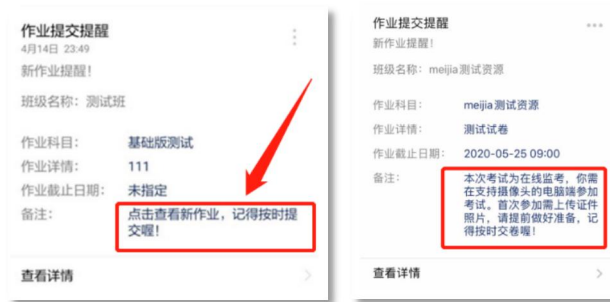 作业提交提醒
4月14日 23:49
新作业提醒！
班级名称： 测试班
作业科目： 基础版测试
作业详情： 111
作业截止日期： 未指定
备注： 点击查看新作业，记得按时提
交喔！
查看详情
作业提交提醒
新作业提醒！
班级名称：meijia测试资源
作业科目： meijia测试资源
作业详情： 测试试卷
作业截止日期： 2020-05-25 09:00
备注： 本次考试为在线监考，你需
在支持摄像头的电脑端参加
考试。首次参加需上传证件
照片，请提前做好准备，记
得按时交卷喔！
查看详情